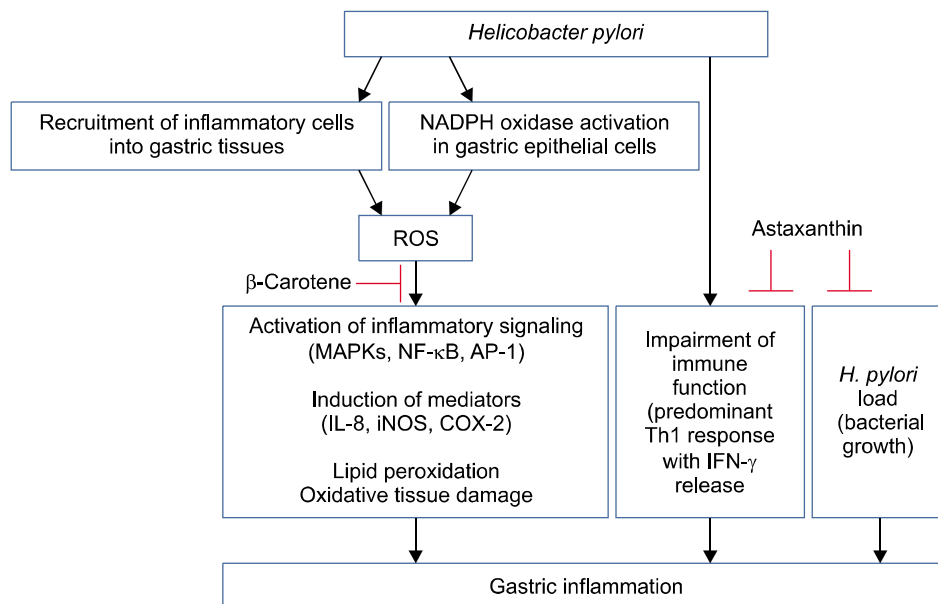 Helicobacter pylori
Recruitment of inflammatory cells
into gastric tissues
NADPH oxidase activation
in gastric epithelial cells
ROS
Astaxanthin
β-Carotene
Activation of inflammatory signaling
(MAPKs, NF-κB, AP-1)
Induction of mediators
(IL-8, iNOS, COX-2)
Lipid peroxidation
Oxidative tissue damage
Impairment of
immune
function
(predominant
Th1 response
with IFN-γ
release
H. pylori
load
(bacterial
growth)
Gastric inflammation